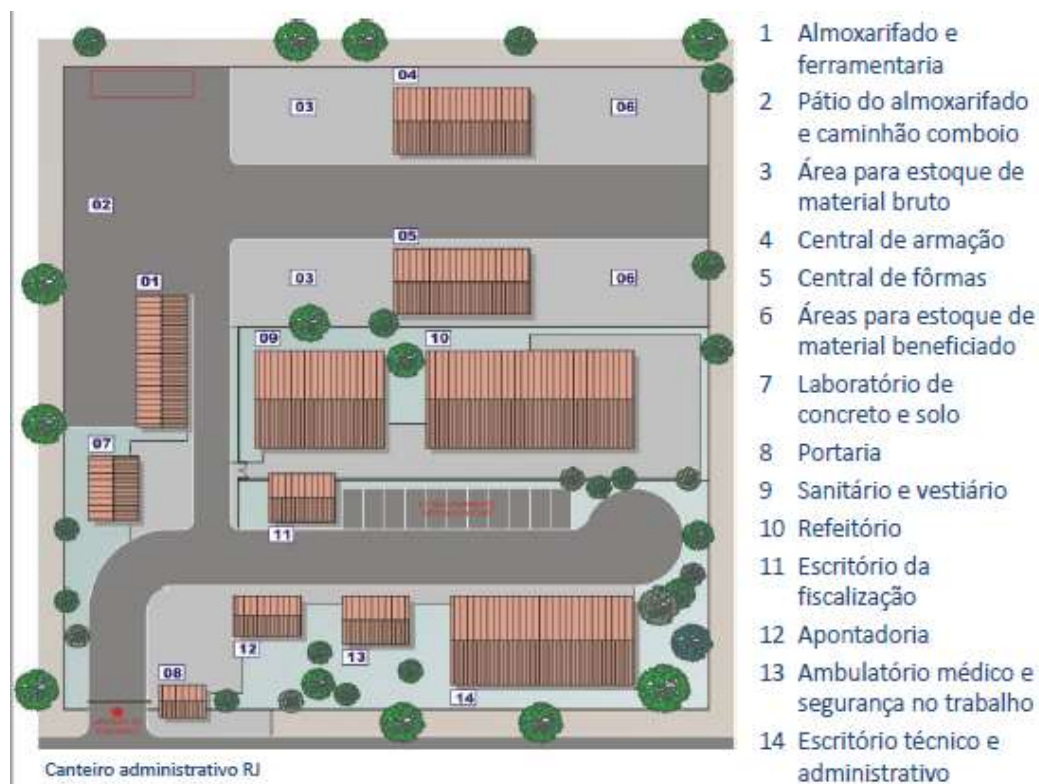 04
03
06
02
05
01
03
06
09
10
07
11
12
13
08
14
Canteiro administrativo RJ
1 Almoxarifado e
ferramentaria
2 Pátio do almoxarifado
e caminhão comboio
3 Área para estoque de
material bruto
4 Central de armação
5 Central de fôrmas
6 Áreas para estoque de
material beneficiado
7 Laboratório de
concreto e solo
8 Portaria
9 Sanitário e vestiário
10 Refeitório
11 Escritório da
fiscalização
12 Apontadoria
13 Ambulatório médico e
segurança no trabalho
14 Escritório técnico e
administrativo